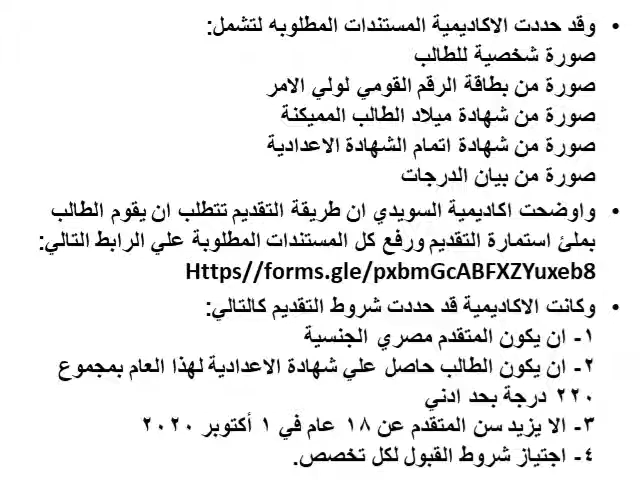 • وقد حددت الاكاديمية المستندات المطلوبه لتشمل:
صورة شخصية للطالب
صورة من بطاقة الرقم القومي لولي الامر
صورة من شهادة ميلاد الطالب المميكنة
صورة من شهادة اتمام الشهادة الاعدادية
صورة من بيان الدرجات
• واوضحت اكاديمية السويدي ان طريقة التقديم تتطلب ان يقوم الطالب
بملئ استمارة التقديم ورفع كل المستندات المطلوبة علي الرابط التالي:
Https//forms.gle/pxbmGcABFXZYuxeb8
• وكانت الاكاديمية قد حددت شروط التقديم كالتالي:
١- ان يكون المتقدم مصري الجنسية
٢- ان يكون الطالب حاصل علي شهادة الاعدادية لهذا العام بمجموع
٢٢٠ درجة بحد ادني
٣- الا يزيد سن المتقدم عن ١٨ عام في ١ أكتوبر ٢٠٢٠
٤- اجتياز شروط القبول لكل تخصص.